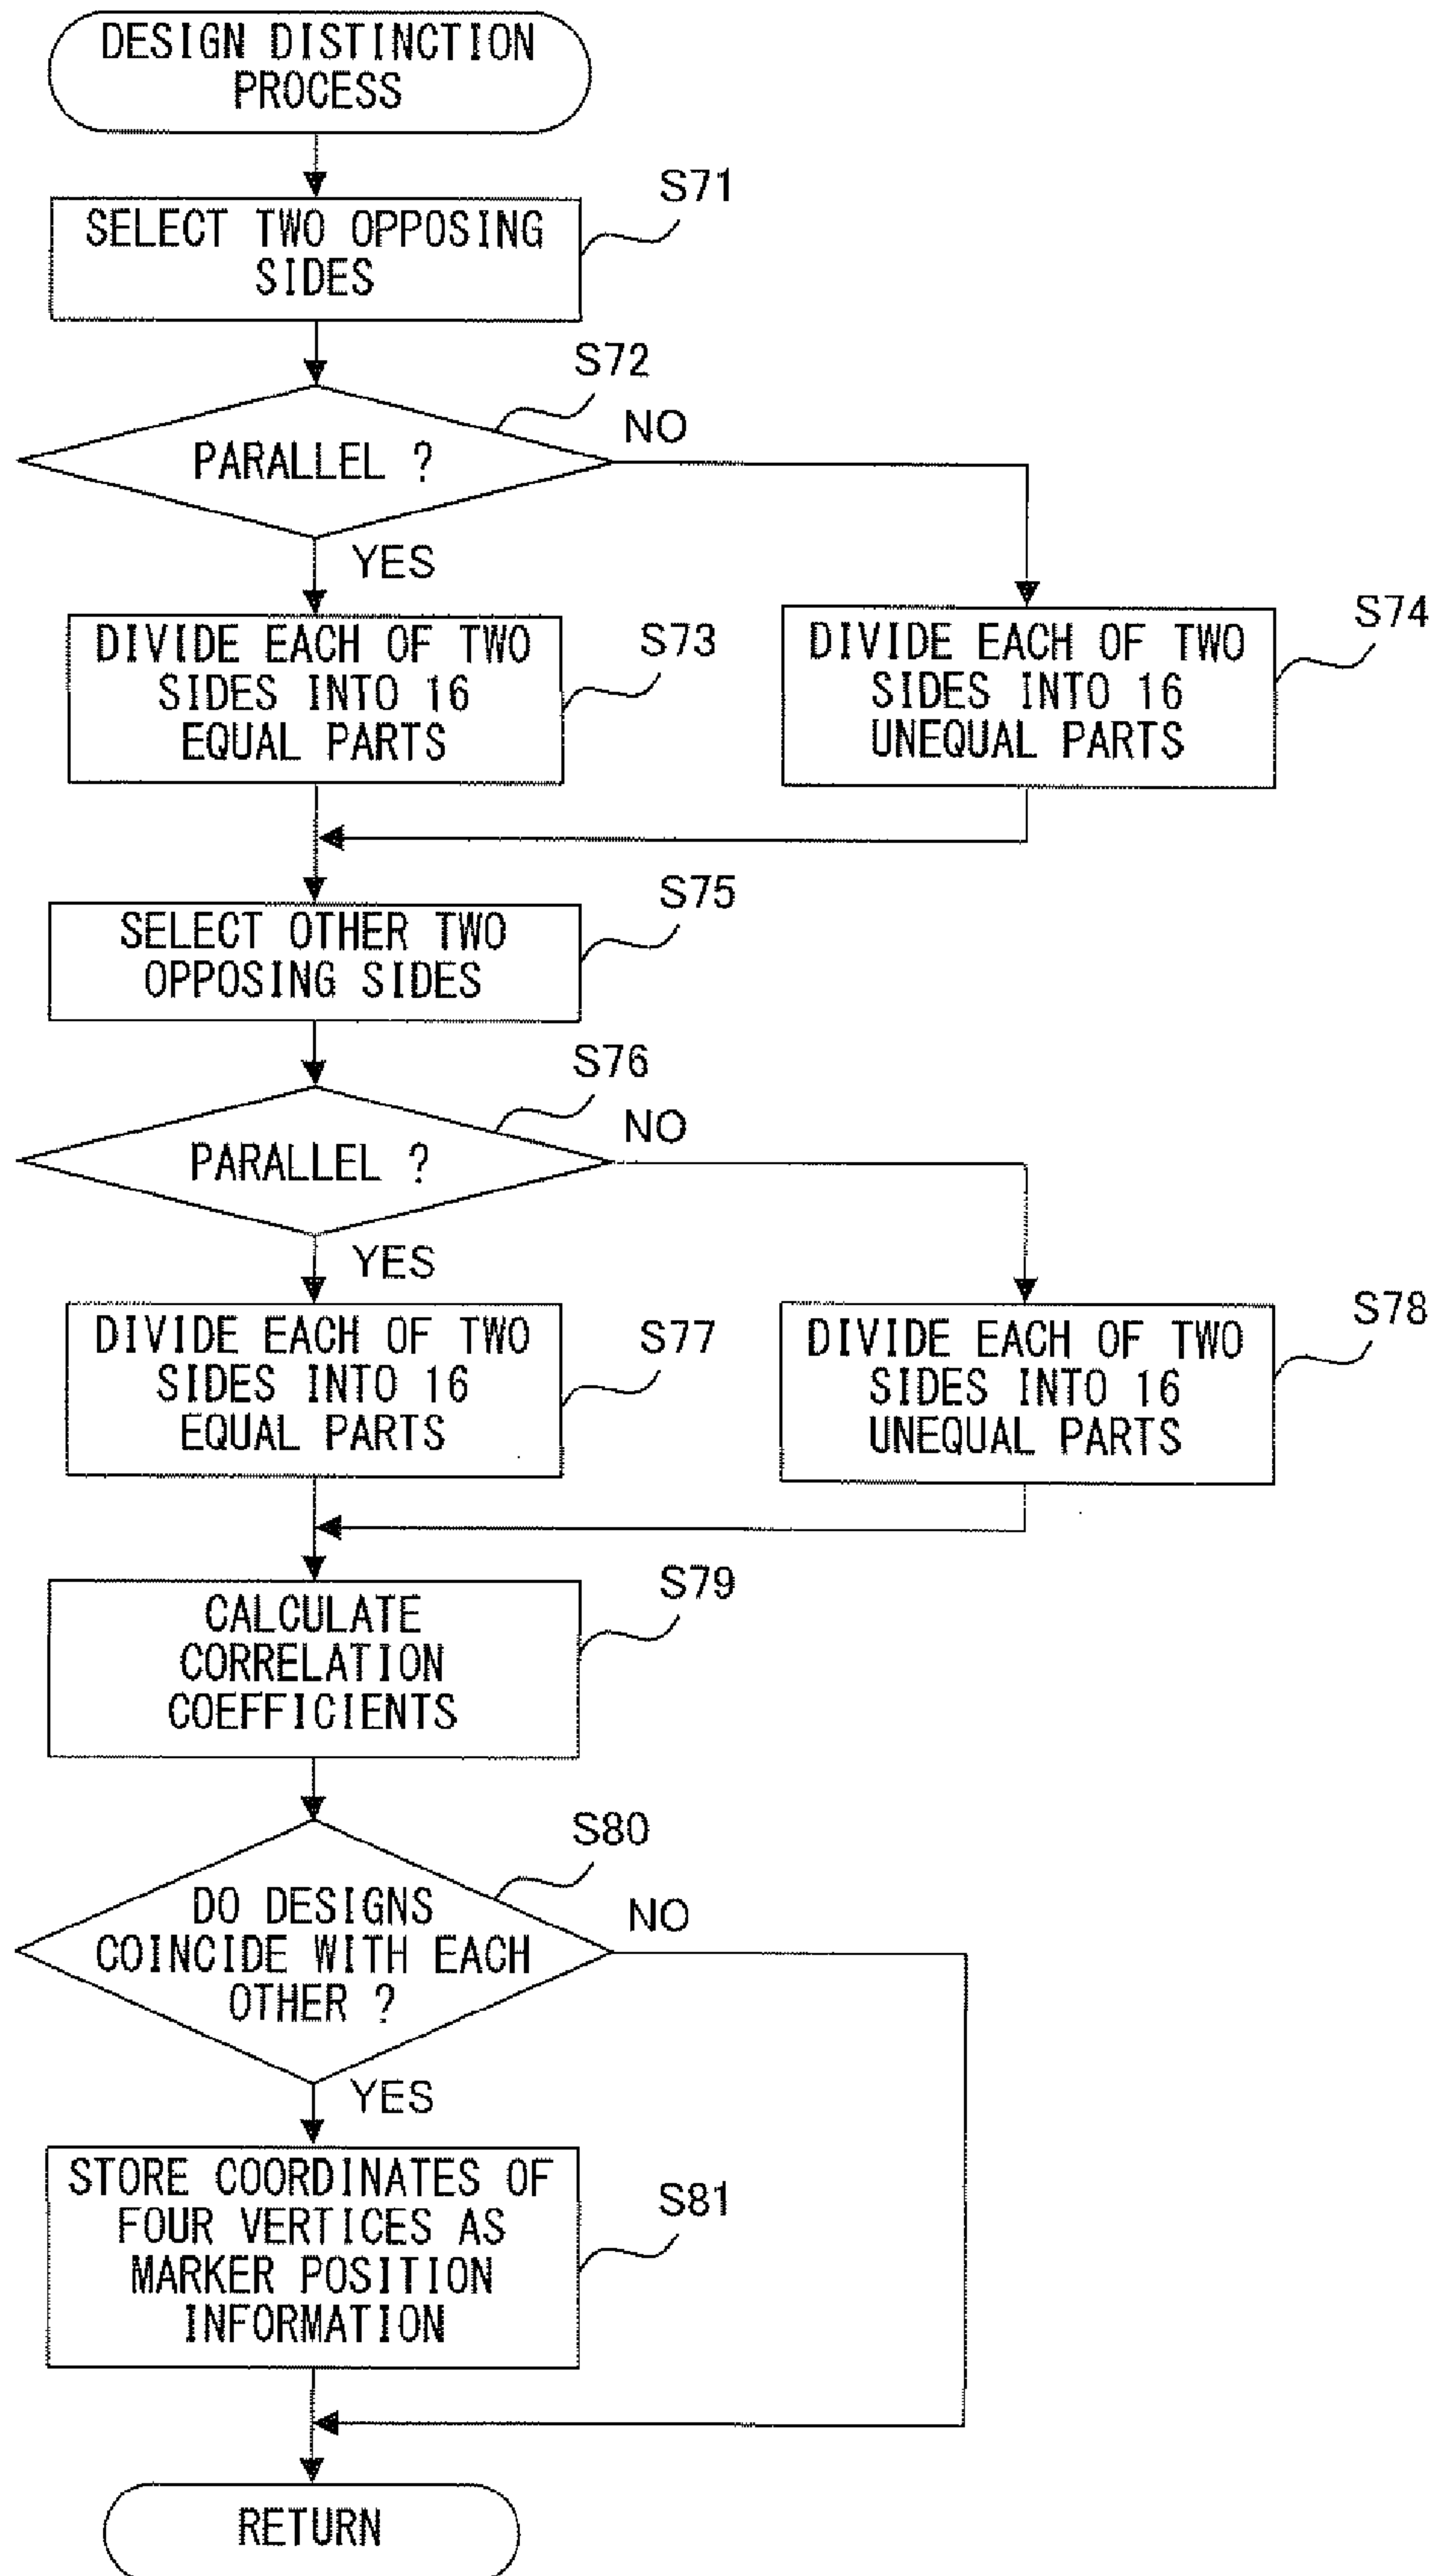 DESIGN DISTINCTION
PROCESS
S71
SELECT TWO OPPOSING
SIDES
S72
PARALLEL ?
NO
YES
S73
DIVIDE EACH OF TWO
SIDES INTO 16
EQUAL PARTS
S74
DIVIDE EACH OF TWO
SIDES INTO 16
UNEQUAL PARTS
S75
SELECT OTHER TWO
OPPOSING SIDES
S76
PARALLEL ?
NO
YES
S77
DIVIDE EACH OF TWO
SIDES INTO 16
EQUAL PARTS
S78
DIVIDE EACH OF TWO
SIDES INTO 16
UNEQUAL PARTS
S79
CALCULATE
CORRELATION
COEFFICIENTS
S80
DO DESIGNS
COINCIDE WITH EACH
OTHER ?
NO
YES
S81
STORE COORDINATES OF
FOUR VERTICES AS
MARKER POSITION
INFORMATION
RETURN